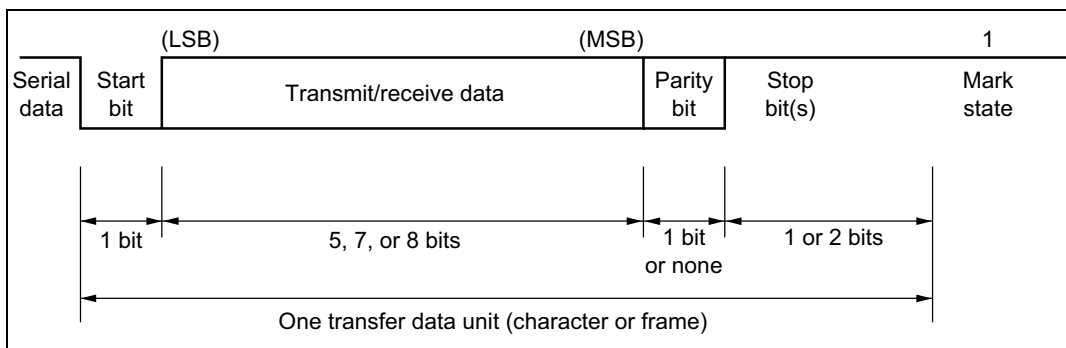 (LSB) (MSB) 1
Serial data
Start bit
Transmit/receive data
Parity bit
Stop bit(s)
Mark state
1 bit
5, 7, or 8 bits
1 bit or none
1 or 2 bits
One transfer data unit (character or frame)